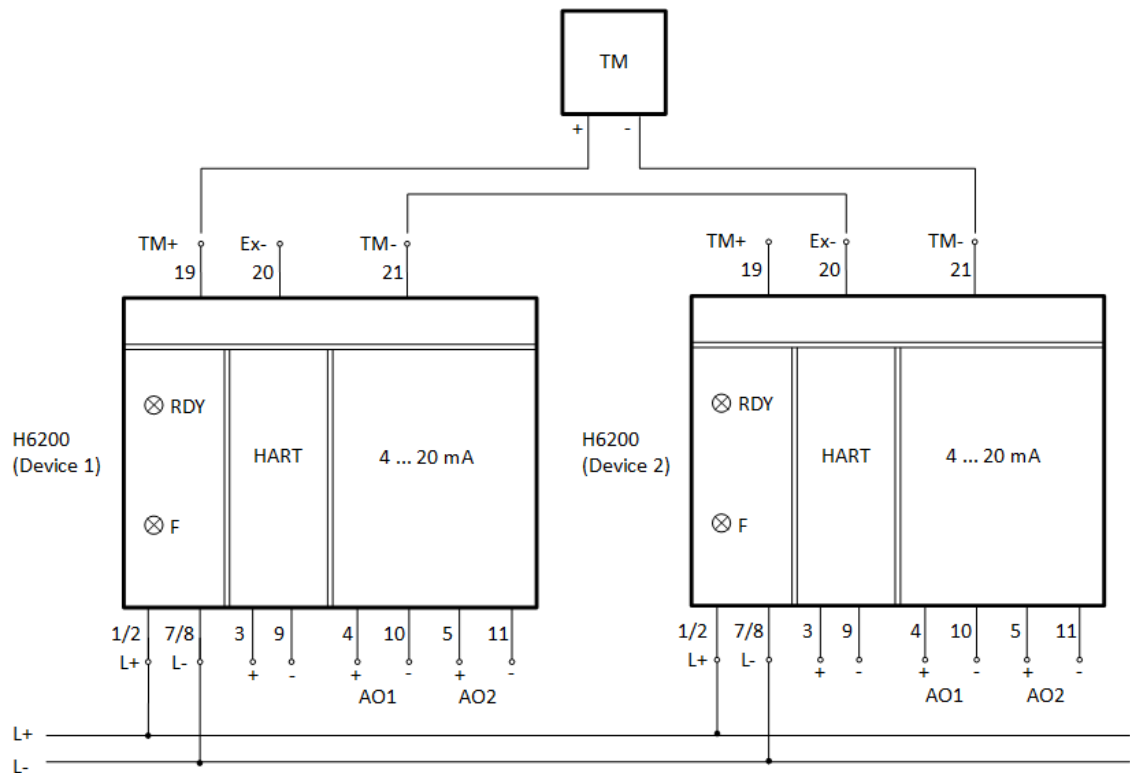 TM
+ -
TM+ Ex- TM- TM+ Ex- TM-
19 20 21 19 20 21
RDY RDY
H6200 HART 4 ... 20 mA H6200 HART 4 ... 20 mA
(Device 1) (Device 2)
F F
1/2 7/8 3 9 4 10 5 11 1/2 7/8 3 9 4 10 5 11
L+ L- + - + - + - L+ L- + - + - + -
AO1 AO2 AO1 AO2
L+
L-